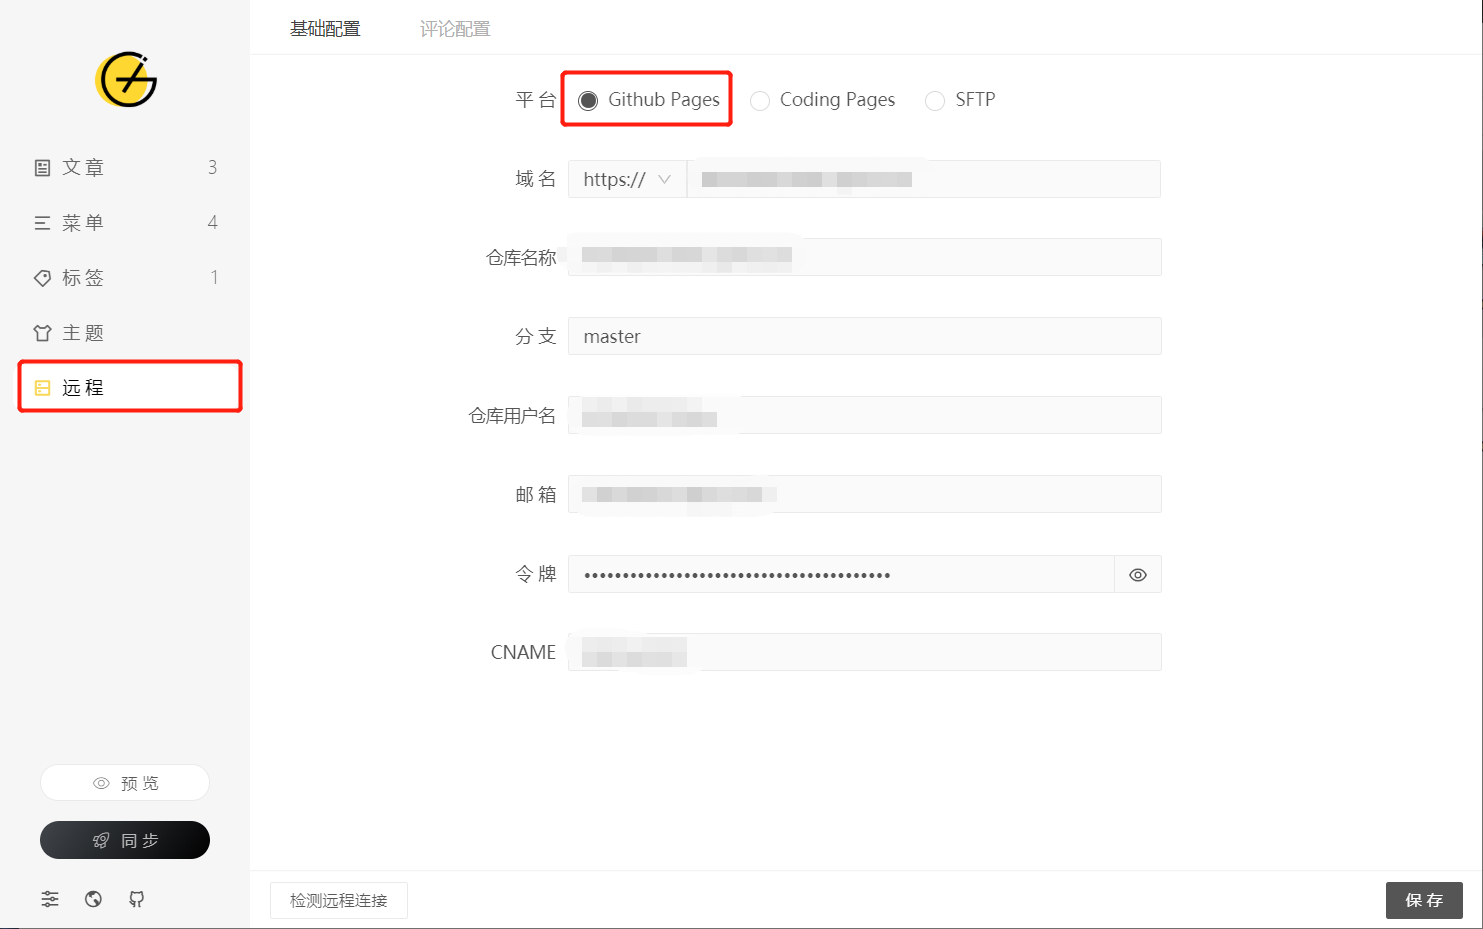 基础配置 评论配置
平台 Github Pages Coding Pages SFTP
文章 3
域名 https://
菜单 4
仓库名称
标签 1
主题
分支 master
远程
仓库用户名
邮箱
令牌 ••••••••••••••••••••••••••••••••••••••••
CNAME
预览
同步
检测远程连接 保存